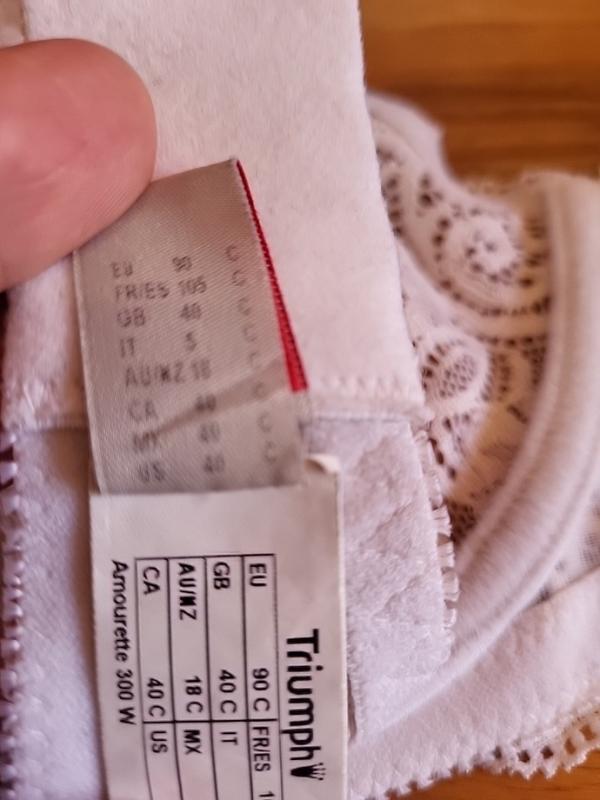 EU 90 C
FR/ES 105 C
GB 40 C
IT 5 C
AU/NZ 18 C
CA 40 C
MX 40 C
US 40 C
Triumph
EU 90 C FR/ES
GB 40 C IT
AU/NZ 18 C MX
CA 40 C US
Amourette 300 W